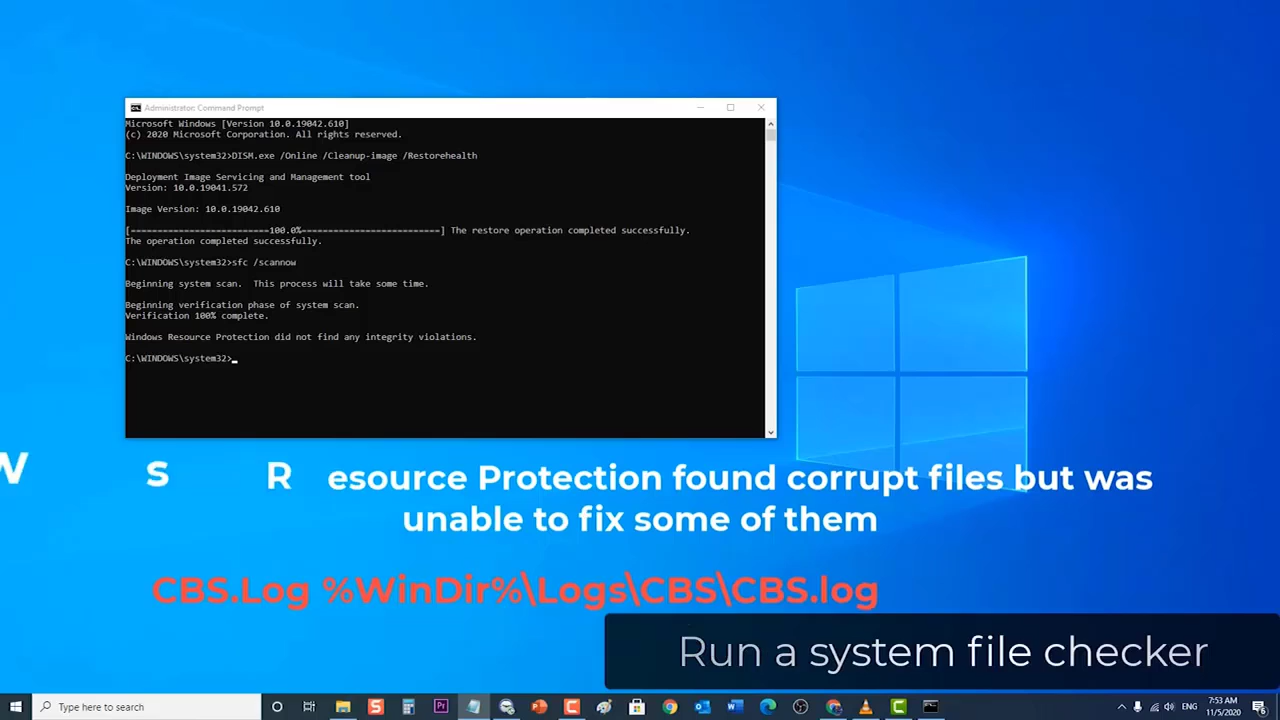 Administrator: Command Prompt
Microsoft Windows [Version 10.0.19042.610]
(c) 2020 Microsoft Corporation. All rights reserved.
C:\WINDOWS\system32>DISM.exe /Online /Cleanup-image /Restorehealth
Deployment Image Servicing and Management tool
Version: 10.0.19041.572
Image Version: 10.0.19042.610
[==========================100.0%==========================] The restore operation completed successfully.
The operation completed successfully.
C:\WINDOWS\system32>sfc /scannow
Beginning system scan.  This process will take some time.
Beginning verification phase of system scan.
Verification 100% complete.
Windows Resource Protection did not find any integrity violations.
C:\WINDOWS\system32>
W S R esource Protection found corrupt files but was
unable to fix some of them
CBS.Log %WinDir%\Logs\CBS\CBS.log
Run a system file checker
Type here to search
ENG
7:53 AM
11/5/2020